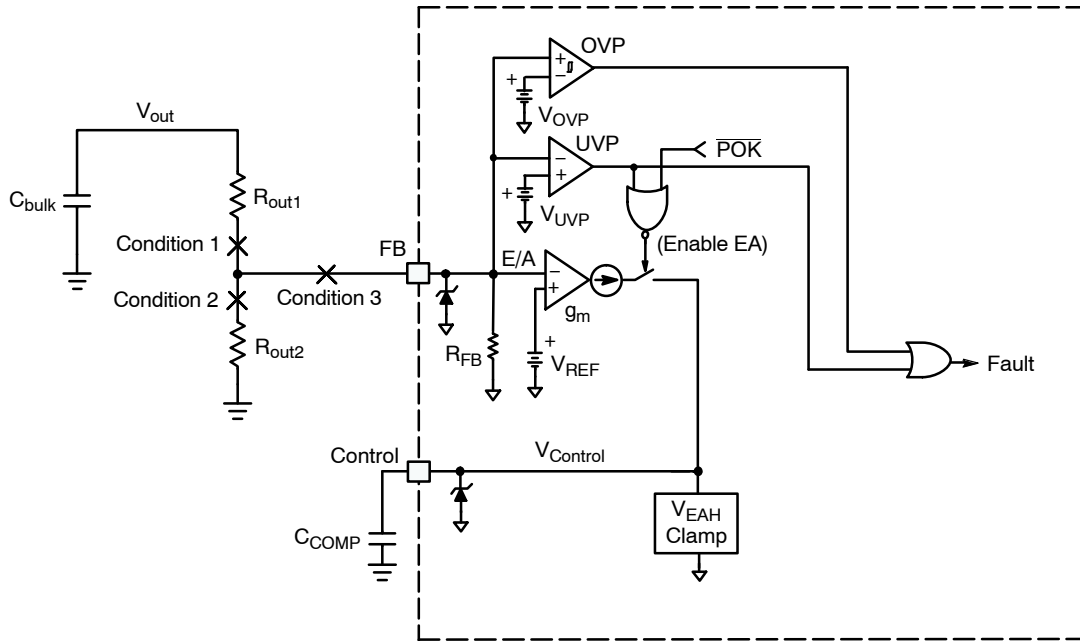 OVP
+
−
+
V_OVP
V_out
UVP
P̅O̅K̅
−
+
+
V_UVP
C_bulk
R_out1
(Enable EA)
Condition 1
FB
E/A
Condition 3
Condition 2
−
+
g_m
R_out2
R_FB
+
V_REF
Fault
Control
V_Control
V_EAH
Clamp
C_COMP